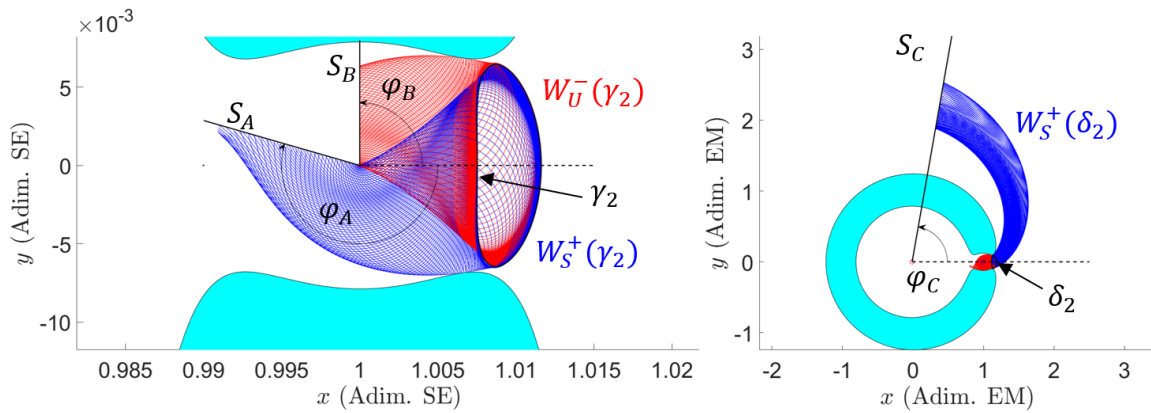 ×10⁻³
5
0
-5
-10
y (Adim. SE)
0.985
0.99
0.995
1
1.005
1.01
1.015
1.02
x (Adim. SE)
S_A
S_B
φ_B
φ_A
W_U^-(γ_2)
γ_2
W_S^+(γ_2)
3
2
1
0
-1
y (Adim. EM)
-2
-1
0
1
2
3
x (Adim. EM)
S_C
W_S^+(δ_2)
φ_C
δ_2